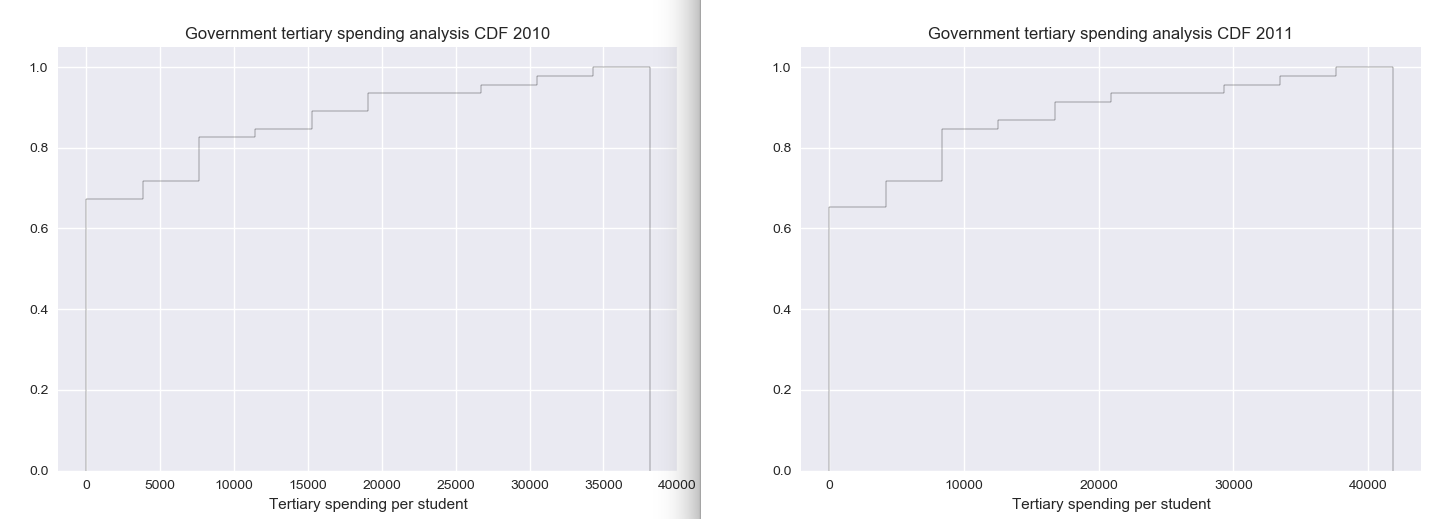 Government tertiary spending analysis CDF 2010
1.0
0.8
0.6
0.4
0.2
0.0
0 5000 10000 15000 20000 25000 30000 35000 40000
Tertiary spending per student
Government tertiary spending analysis CDF 2011
1.0
0.8
0.6
0.4
0.2
0.0
0 10000 20000 30000 40000
Tertiary spending per student